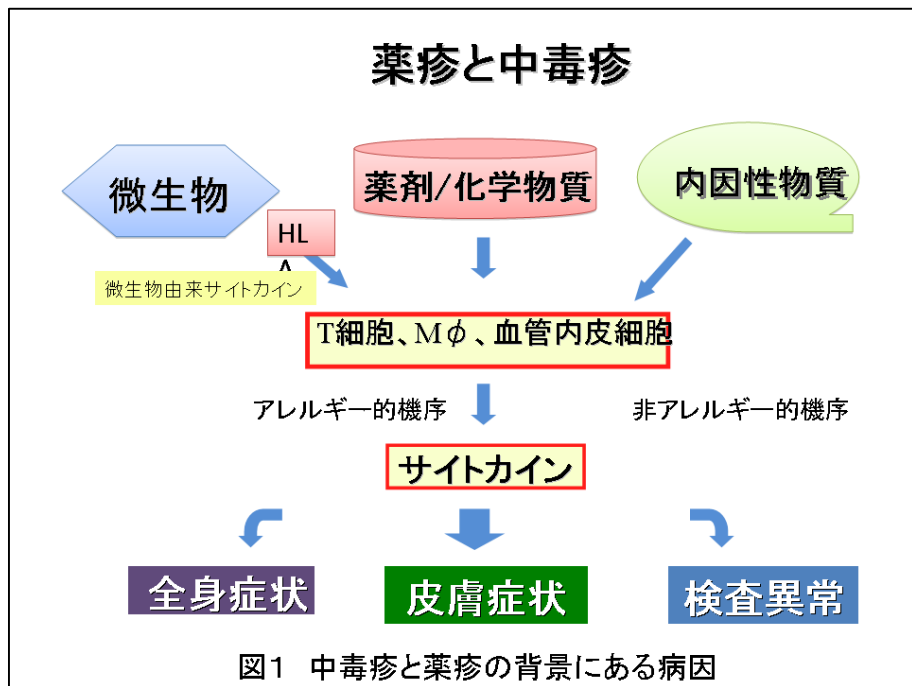 薬疹と中毒疹
微生物
薬剤/化学物質
内因性物質
HL
A
微生物由来サイトカイン
T細胞、Mφ、血管内皮細胞
アレルギー的機序
非アレルギー的機序
サイトカイン
全身症状
皮膚症状
検査異常
図1 中毒疹と薬疹の背景にある病因